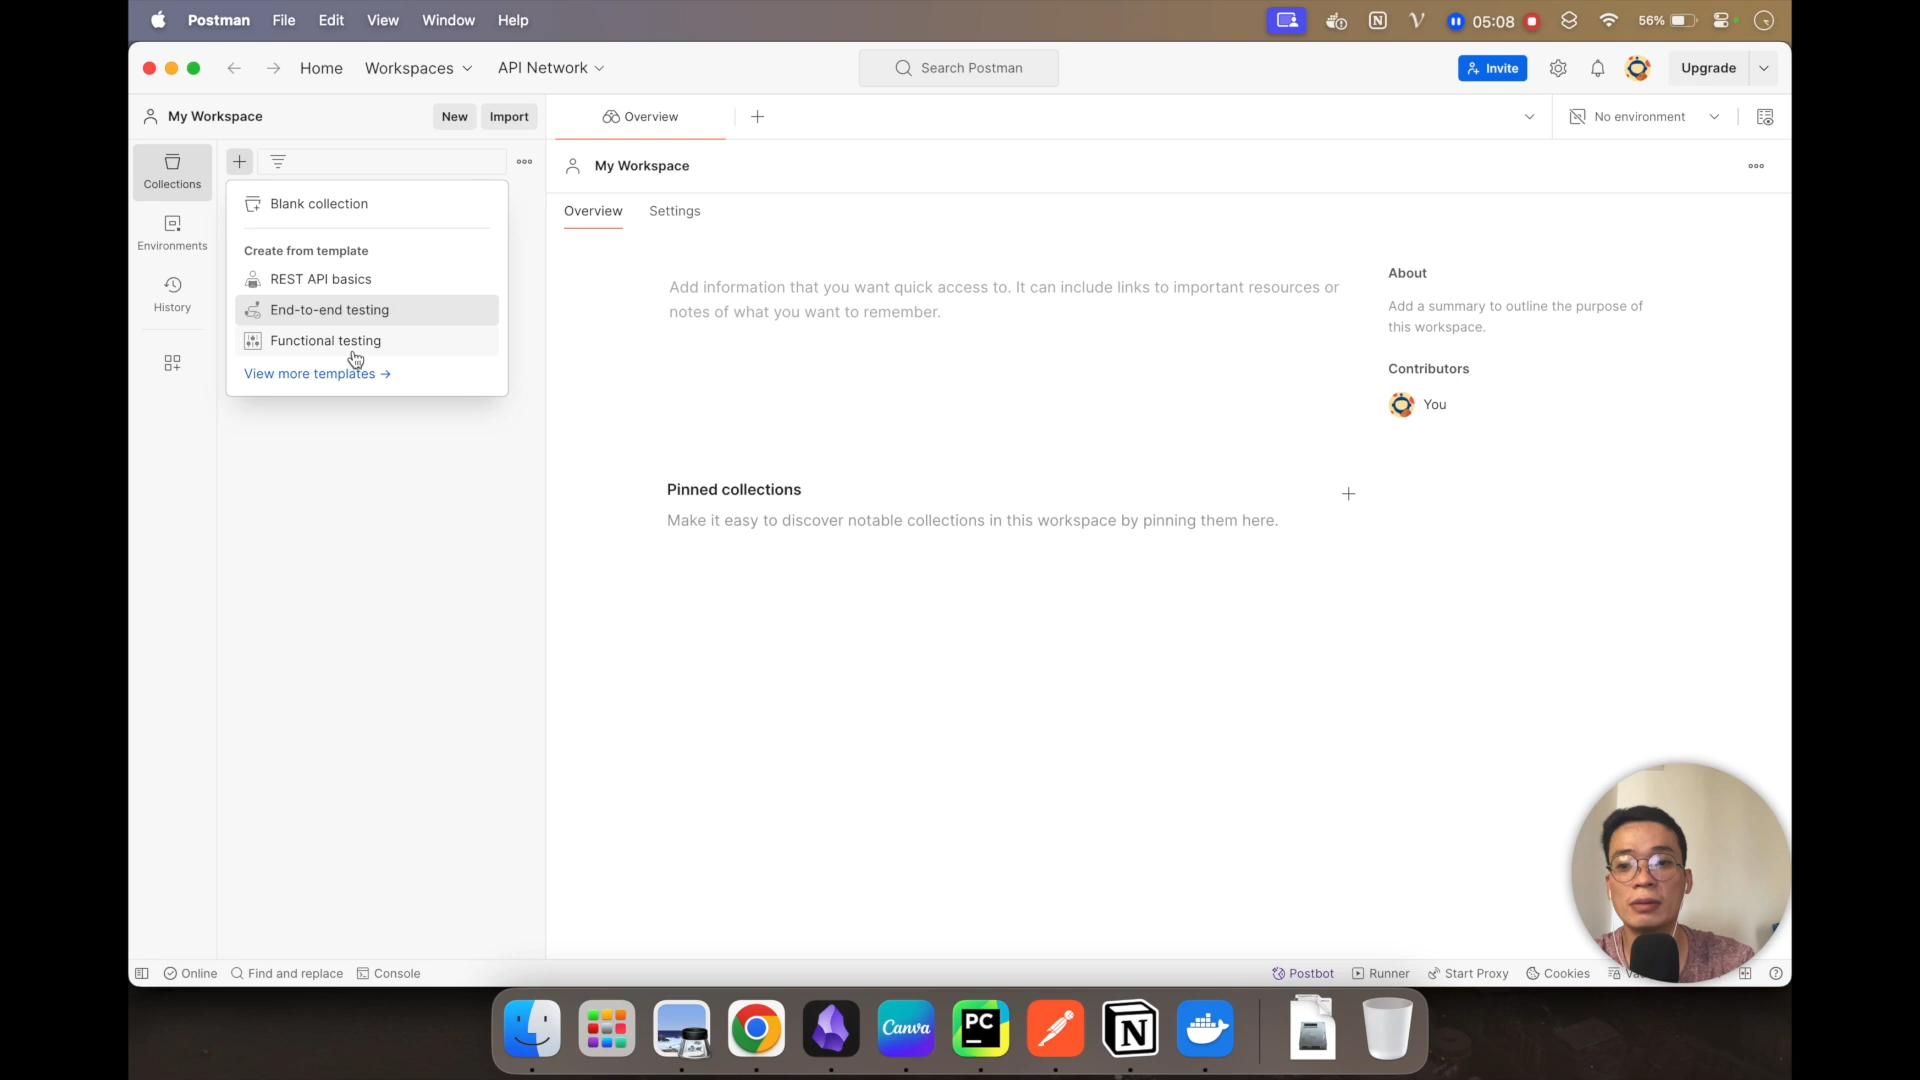 Postman File Edit View Window Help 05:08 56%
Home Workspaces API Network Search Postman Invite Upgrade
My Workspace New Import Overview No environment
Collections
Environments
History
Blank collection
Create from template
REST API basics
End-to-end testing
Functional testing
View more templates →
My Workspace
Overview Settings
Add information that you want quick access to. It can include links to important resources or
notes of what you want to remember.
Pinned collections
Make it easy to discover notable collections in this workspace by pinning them here.
About
Add a summary to outline the purpose of
this workspace.
Contributors
You
Online Find and replace Console Postbot Runner Start Proxy Cookies
Canva PC N